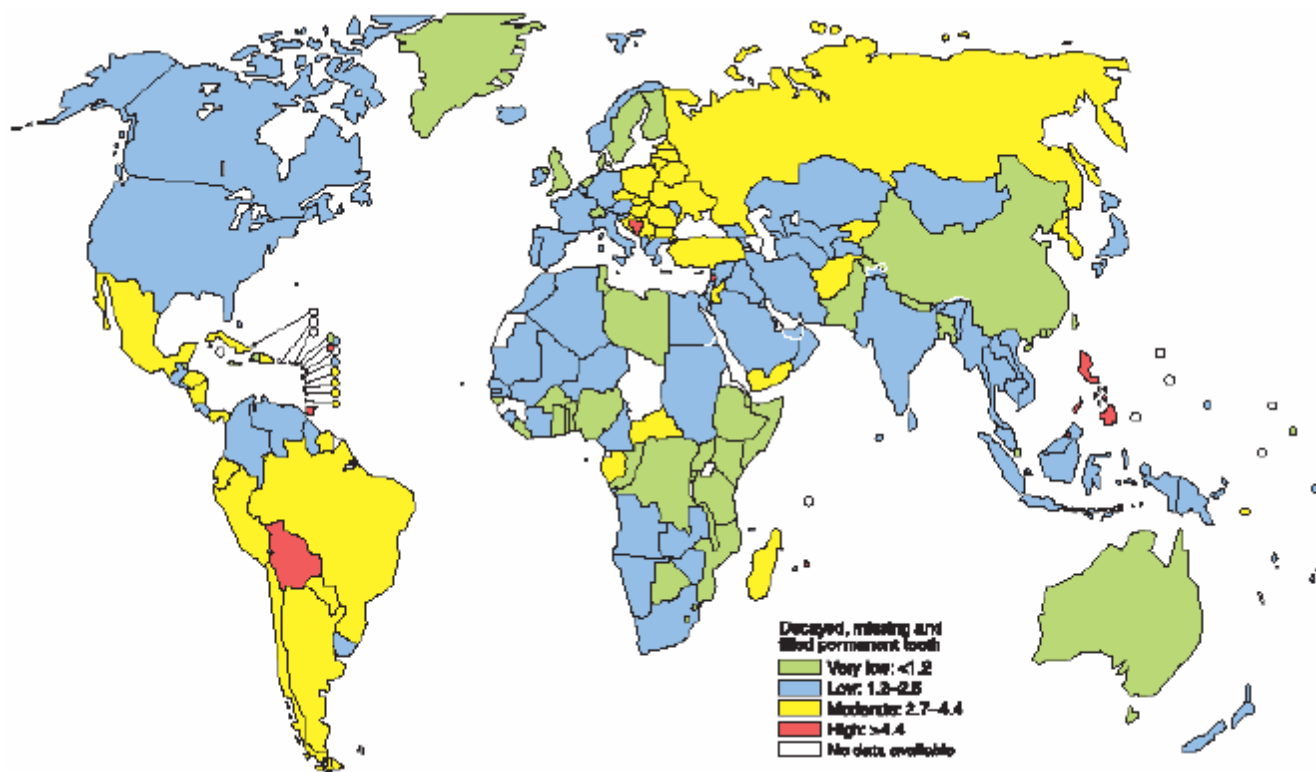 Decayed, missing and
filled permanent teeth
Very low: <1.2
Low: 1.2–2.6
Moderate: 2.7–4.4
High: >4.4
No data available